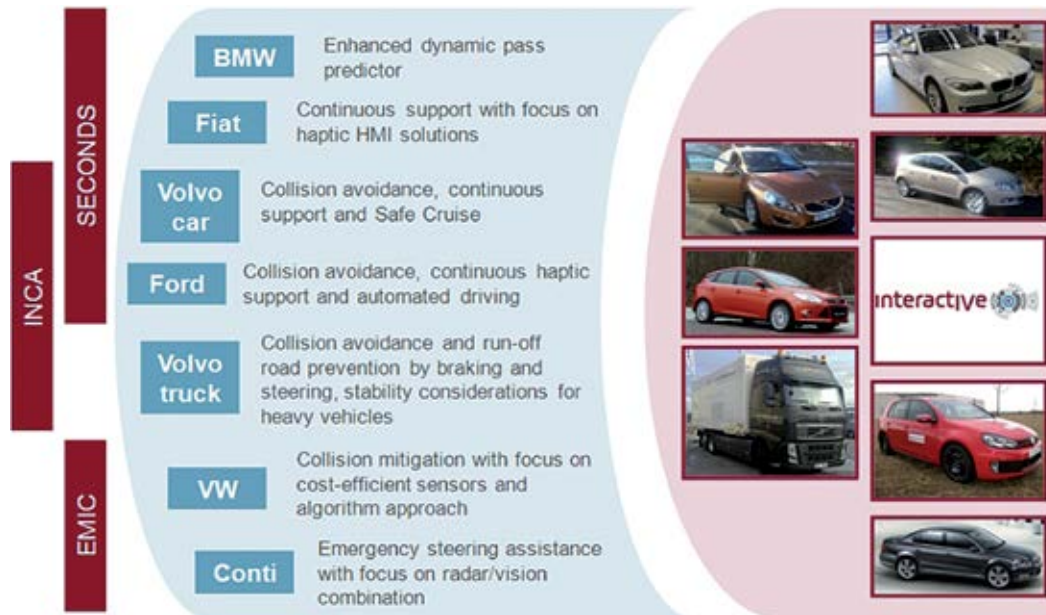 SECONDS
INCA
EMIC
BMW
Enhanced dynamic pass
predictor
Fiat
Continuous support with focus on
haptic HMI solutions
Volvo
car
Collision avoidance, continuous
support and Safe Cruise
Ford
Collision avoidance, continuous haptic
support and automated driving
Volvo
truck
Collision avoidance and run-off
road prevention by braking and
steering, stability considerations for
heavy vehicles
VW
Collision mitigation with focus on
cost-efficient sensors and
algorithm approach
Conti
Emergency steering assistance
with focus on radar/vision
combination
interactive